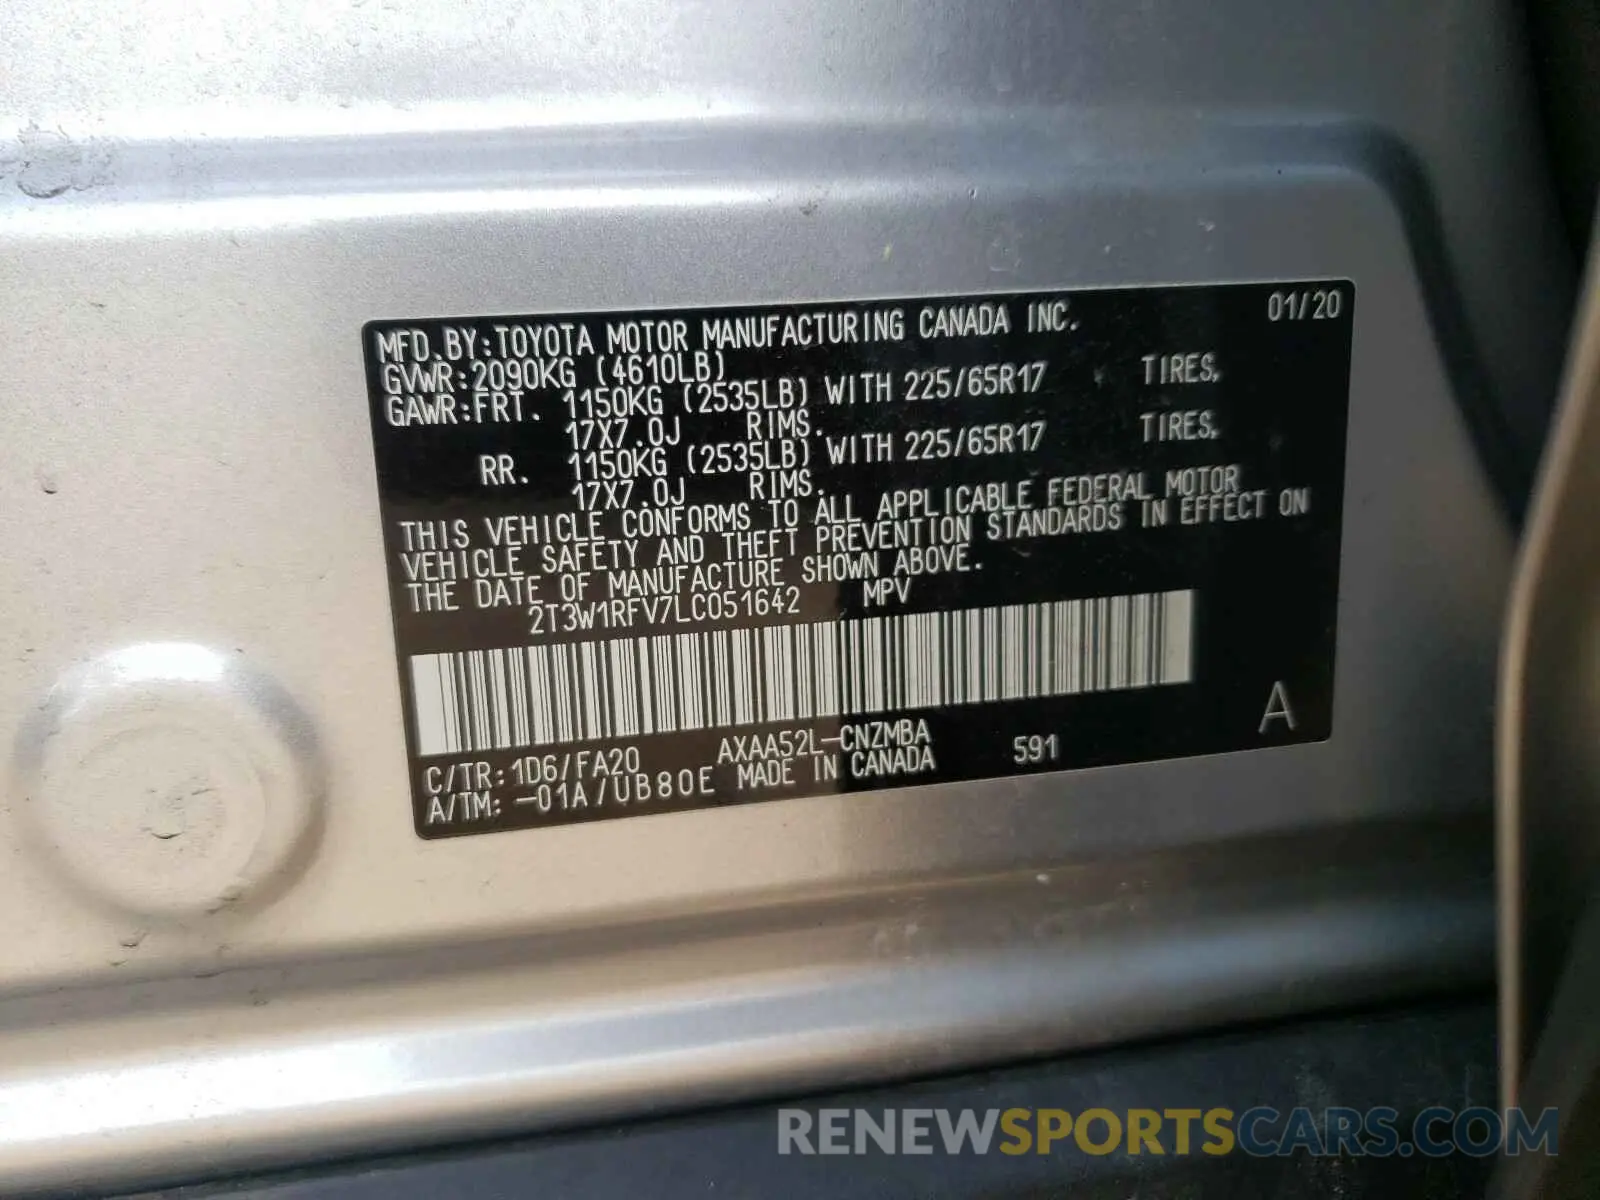 MFD.BY:TOYOTA MOTOR MANUFACTURING CANADA INC. 01/20
GVWR:2090KG (4610LB)
GAWR:FRT. 1150KG (2535LB) WITH 225/65R17 TIRES,
17X7.0J RIMS.
RR. 1150KG (2535LB) WITH 225/65R17 TIRES,
17X7.0J RIMS.
THIS VEHICLE CONFORMS TO ALL APPLICABLE FEDERAL MOTOR
VEHICLE SAFETY AND THEFT PREVENTION STANDARDS IN EFFECT ON
THE DATE OF MANUFACTURE SHOWN ABOVE.
2T3W1RFV7LC051642 MPV
C/TR:1D6/FA20 AXAA52L-CNZMBA 591 A
A/TM:-01A/UB80E MADE IN CANADA
RENEWSPORTSCARS.COM